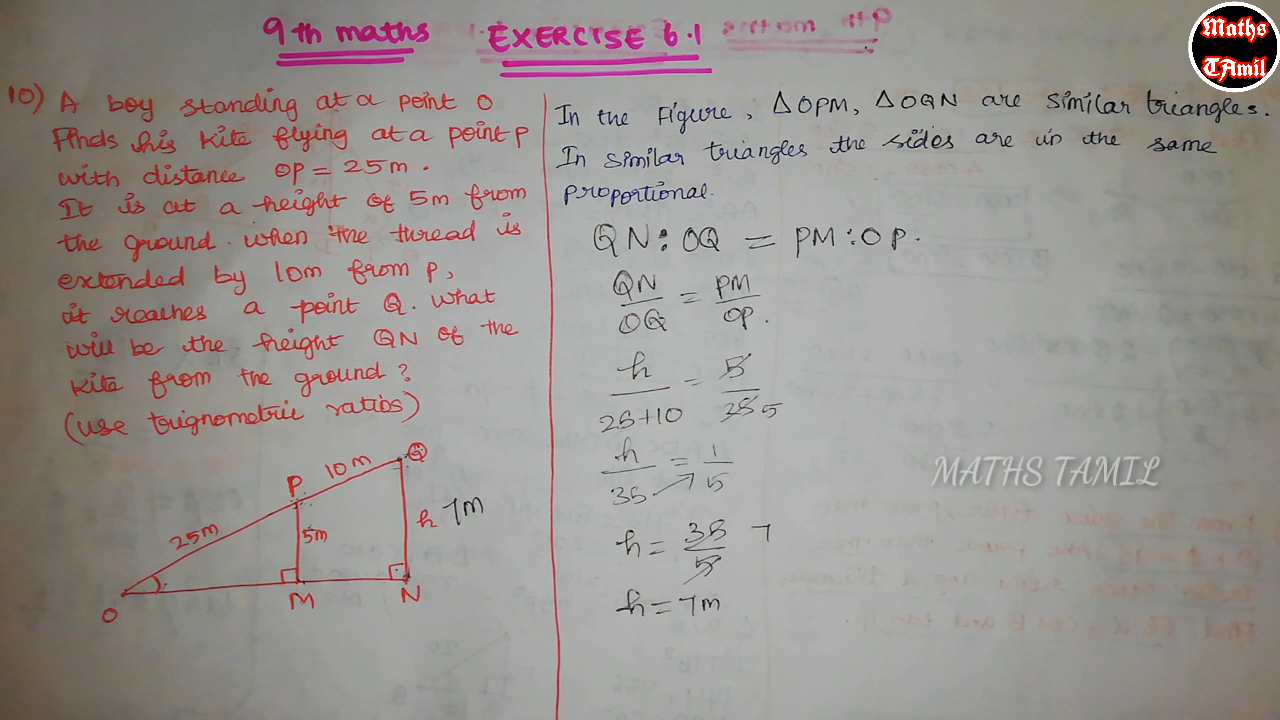 9th maths EXERCISE 6.1
Maths
TAmil
10) A boy standing at a point O
Finds his kite flying at a point P
with distance OP = 25m.
It is at a height of 5m from
the ground. when the thread is
extended by 10m from P,
it reaches a point Q. what
will be the height QN of the
kite from the ground?
(use trignometric ratios)
P 10m Q
25m 5m h 7m
O M N
In the Figure, △OPM, △OQN are similar triangles.
In similar triangles the sides are in the same
proportional.
QN : OQ = PM : OP.
QN/OQ = PM/OP.
h/25+10 = 5/25 5
h/35 = 1/5
h = 35/5 7
h = 7m
MATHS TAMIL